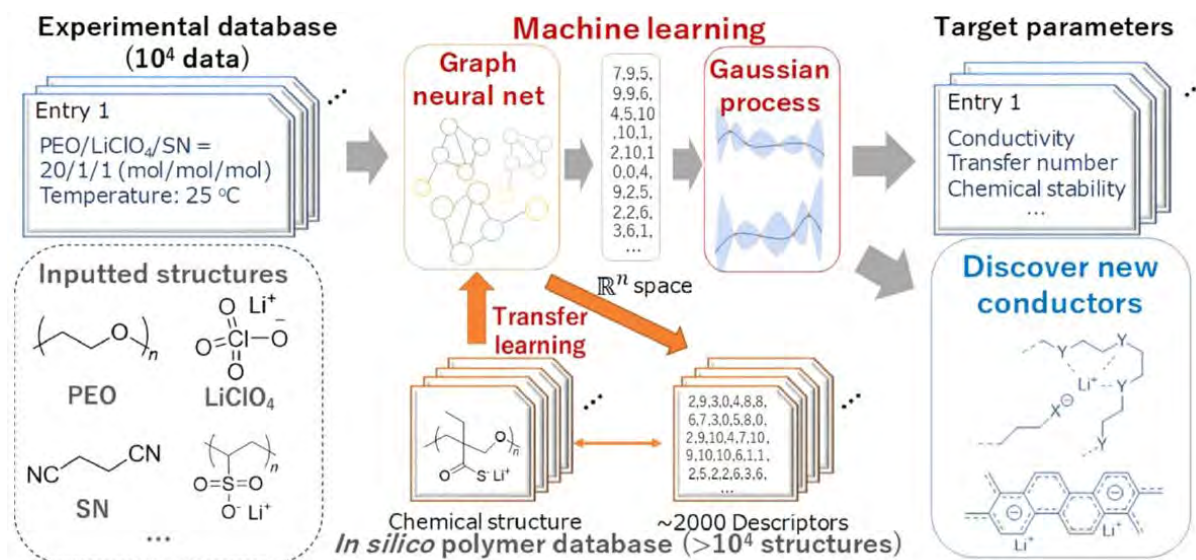 Experimental database
(10⁴ data)
Entry 1
PEO/LiClO₄/SN =
20/1/1 (mol/mol/mol)
Temperature: 25 °C
...
Inputted structures
O
n
PEO
Li⁺
O
O=Cl-O⁻
O
LiClO₄
NC
CN
SN
n
O=S=O
O⁻ Li⁺
...
Machine learning
Graph
neural net
7,9,5,
9,9,6,
4,5,10
,10,1,
2,10,1
0,0,4,
9,2,5,
2,2,6,
3,6,1,
...
Gaussian
process
ℝⁿ space
Transfer
learning
O
n
O
S⁻ Li⁺
...
2,9,3,0,4,8,8,
6,7,3,0,5,8,0,
2,9,10,4,7,10,
9,10,10,6,1,1,
2,5,2,2,6,3,6,
...
...
Chemical structure
~2000 Descriptors
In silico polymer database (>10⁴ structures)
Target parameters
Entry 1
Conductivity
Transfer number
Chemical stability
...
...
Discover new
conductors
Y
Y
Li⁺
Y
X⊖
Y
⊖
⊖
Li⁺
Li⁺